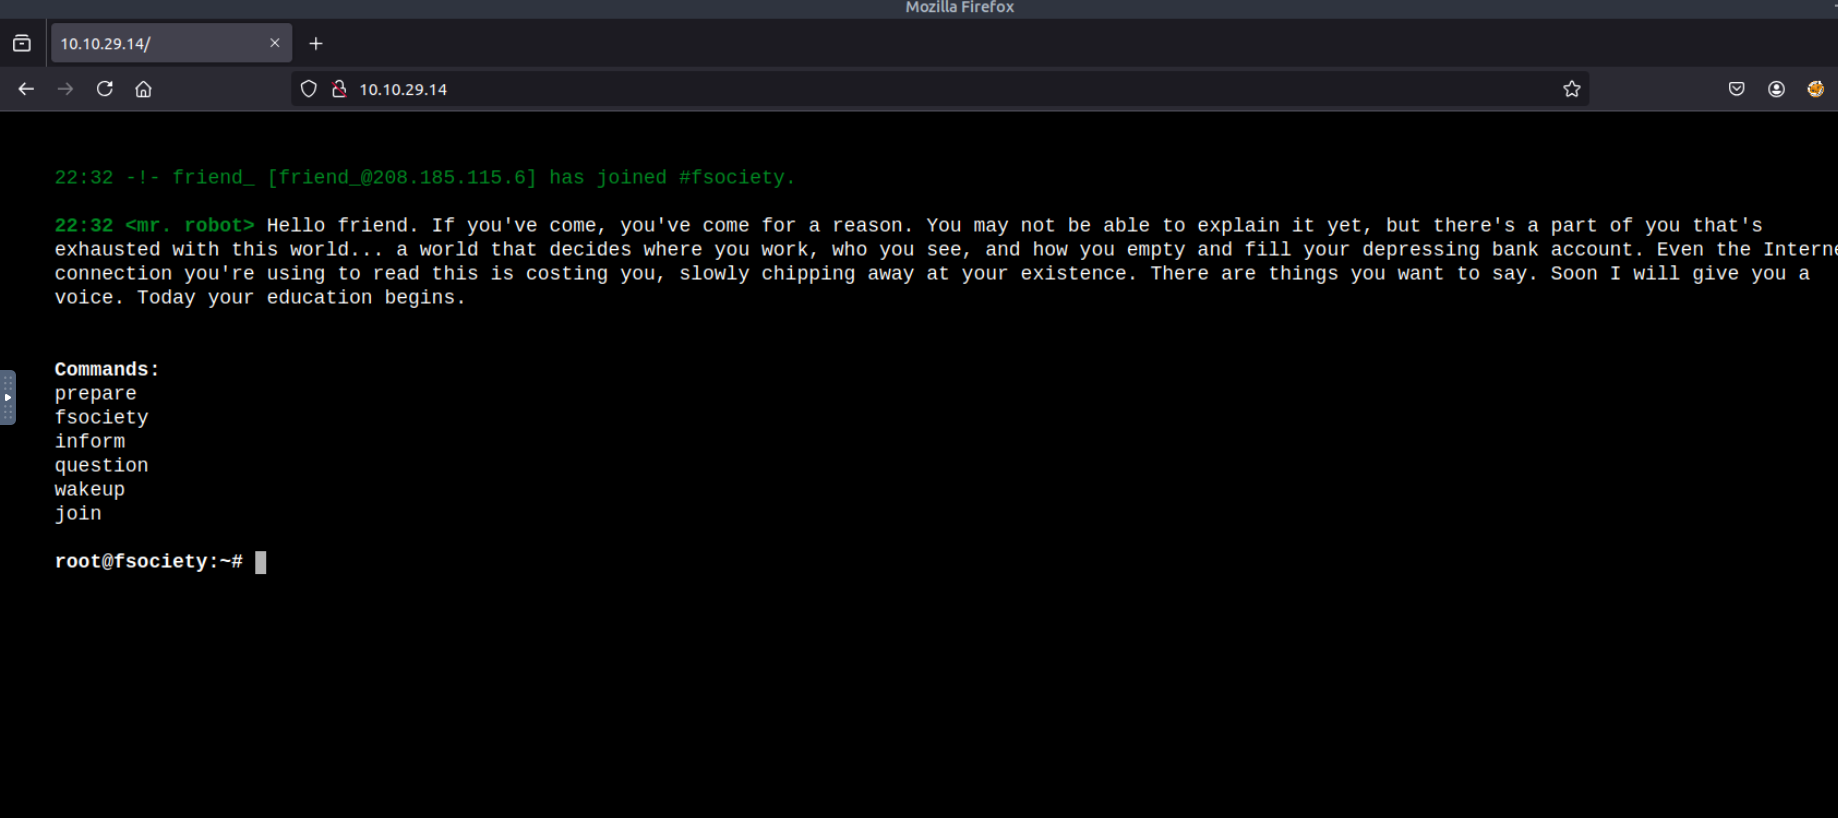 Mozilla Firefox
10.10.29.14/
10.10.29.14
22:32 -!- friend_ [friend_@208.185.115.6] has joined #fsociety.
22:32 <mr. robot> Hello friend. If you've come, you've come for a reason. You may not be able to explain it yet, but there's a part of you that's
exhausted with this world... a world that decides where you work, who you see, and how you empty and fill your depressing bank account. Even the Interne
connection you're using to read this is costing you, slowly chipping away at your existence. There are things you want to say. Soon I will give you a
voice. Today your education begins.
Commands:
prepare
fsociety
inform
question
wakeup
join
root@fsociety:~#